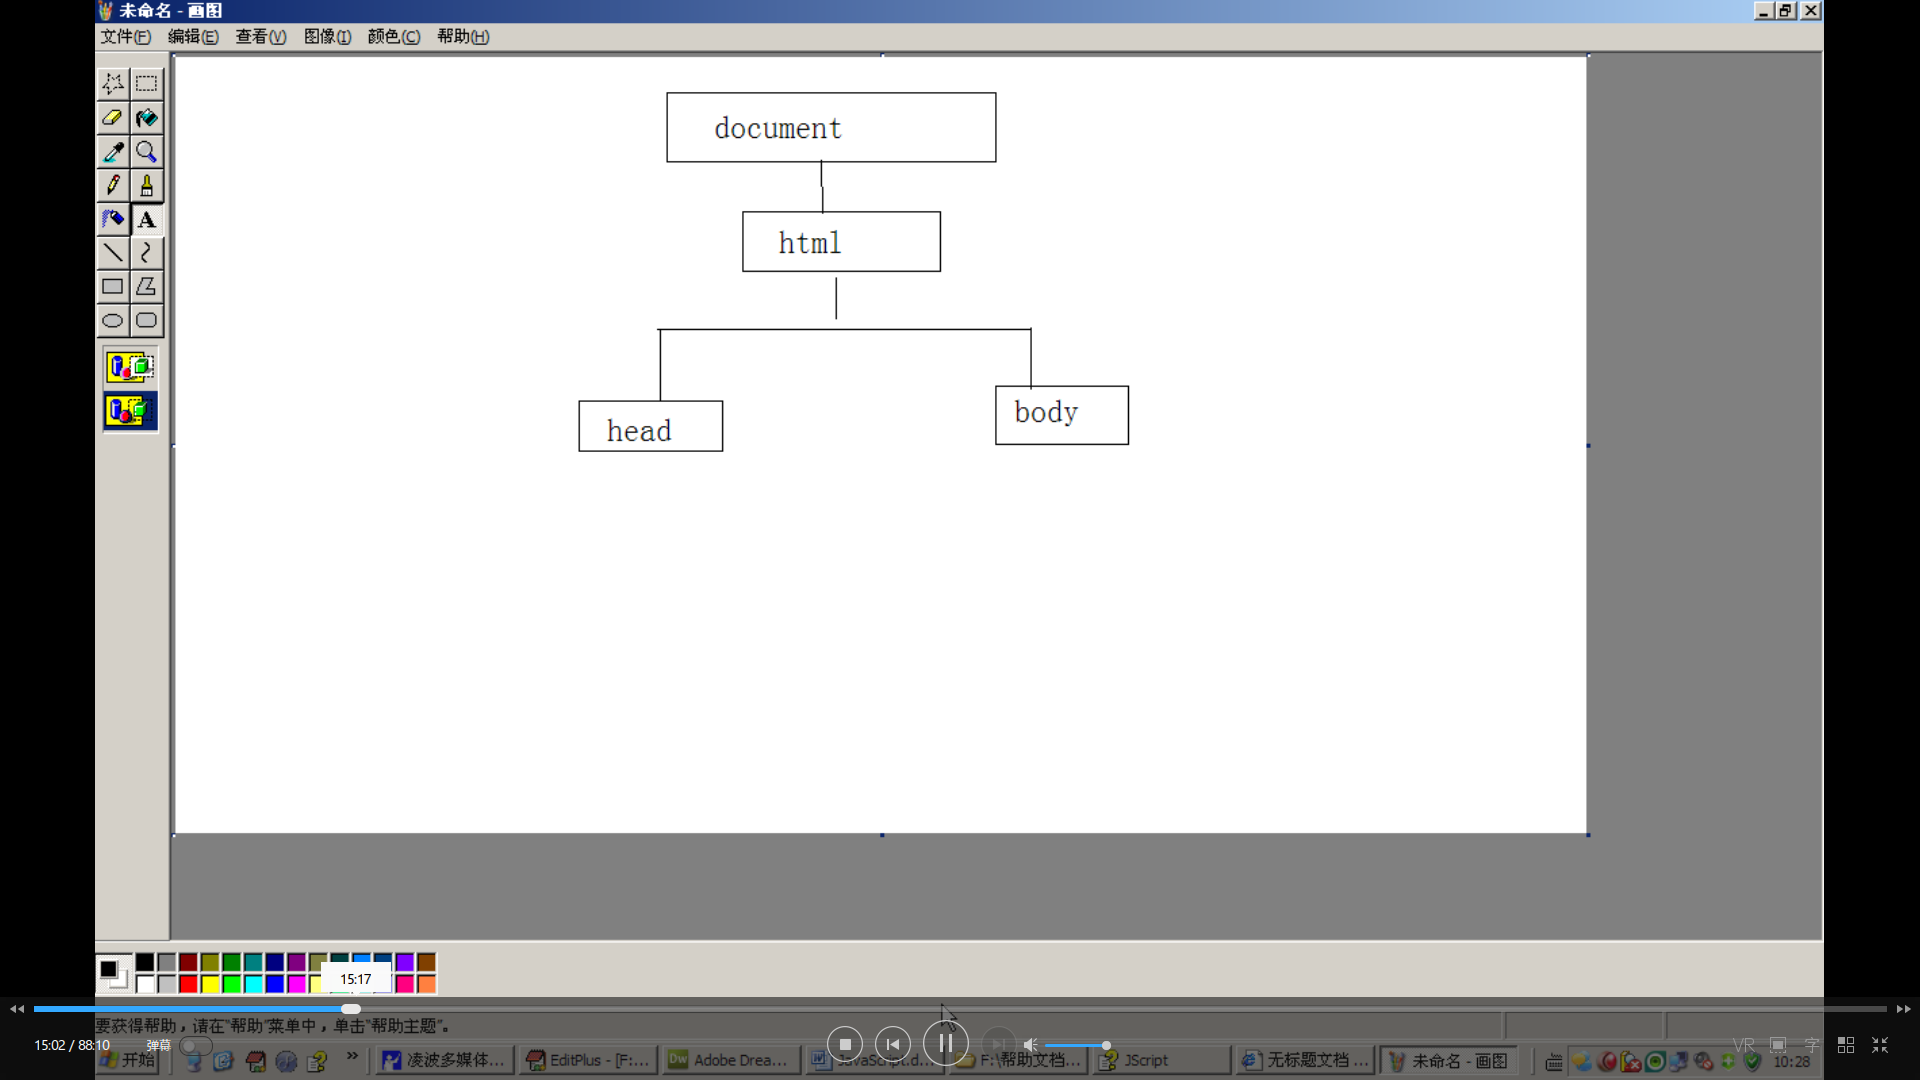 未命名 - 画图
文件(F) 编辑(E) 查看(V) 图像(I) 颜色(C) 帮助(H)
A
document
html
head
body
15:17
要获得帮助，请在“帮助”菜单中，单击“帮助主题”。
15:02 / 88:10 弹幕
VR 字
开始 凌波多媒体... EditPlus - [F:... Adobe Drea... JavaScript.d... F:\帮助文档... JScript 无标题文档 ... 未命名 - 画图 10:28